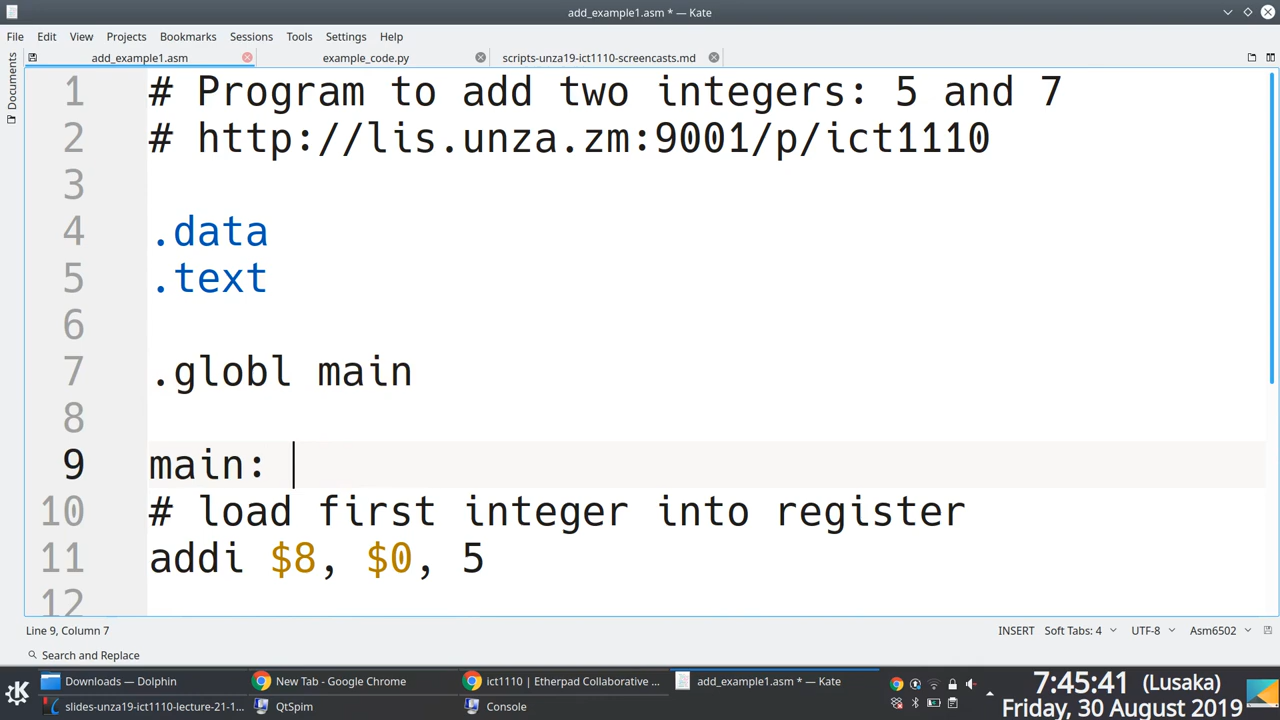 add_example1.asm * — Kate
File Edit View Projects Bookmarks Sessions Tools Settings Help
add_example1.asm example_code.py scripts-unza19-ict1110-screencasts.md
Documents
1 # Program to add two integers: 5 and 7
2 # http://lis.unza.zm:9001/p/ict1110
3
4 .data
5 .text
6
7 .globl main
8
9 main:
10 # load first integer into register
11 addi $8, $0, 5
12
Line 9, Column 7 INSERT Soft Tabs: 4 UTF-8 Asm6502
Search and Replace
Downloads — Dolphin New Tab - Google Chrome ict1110 | Etherpad Collaborative ... add_example1.asm * — Kate 7:45:41 (Lusaka)
slides-unza19-ict1110-lecture-21-1... QtSpim Console Friday, 30 August 2019